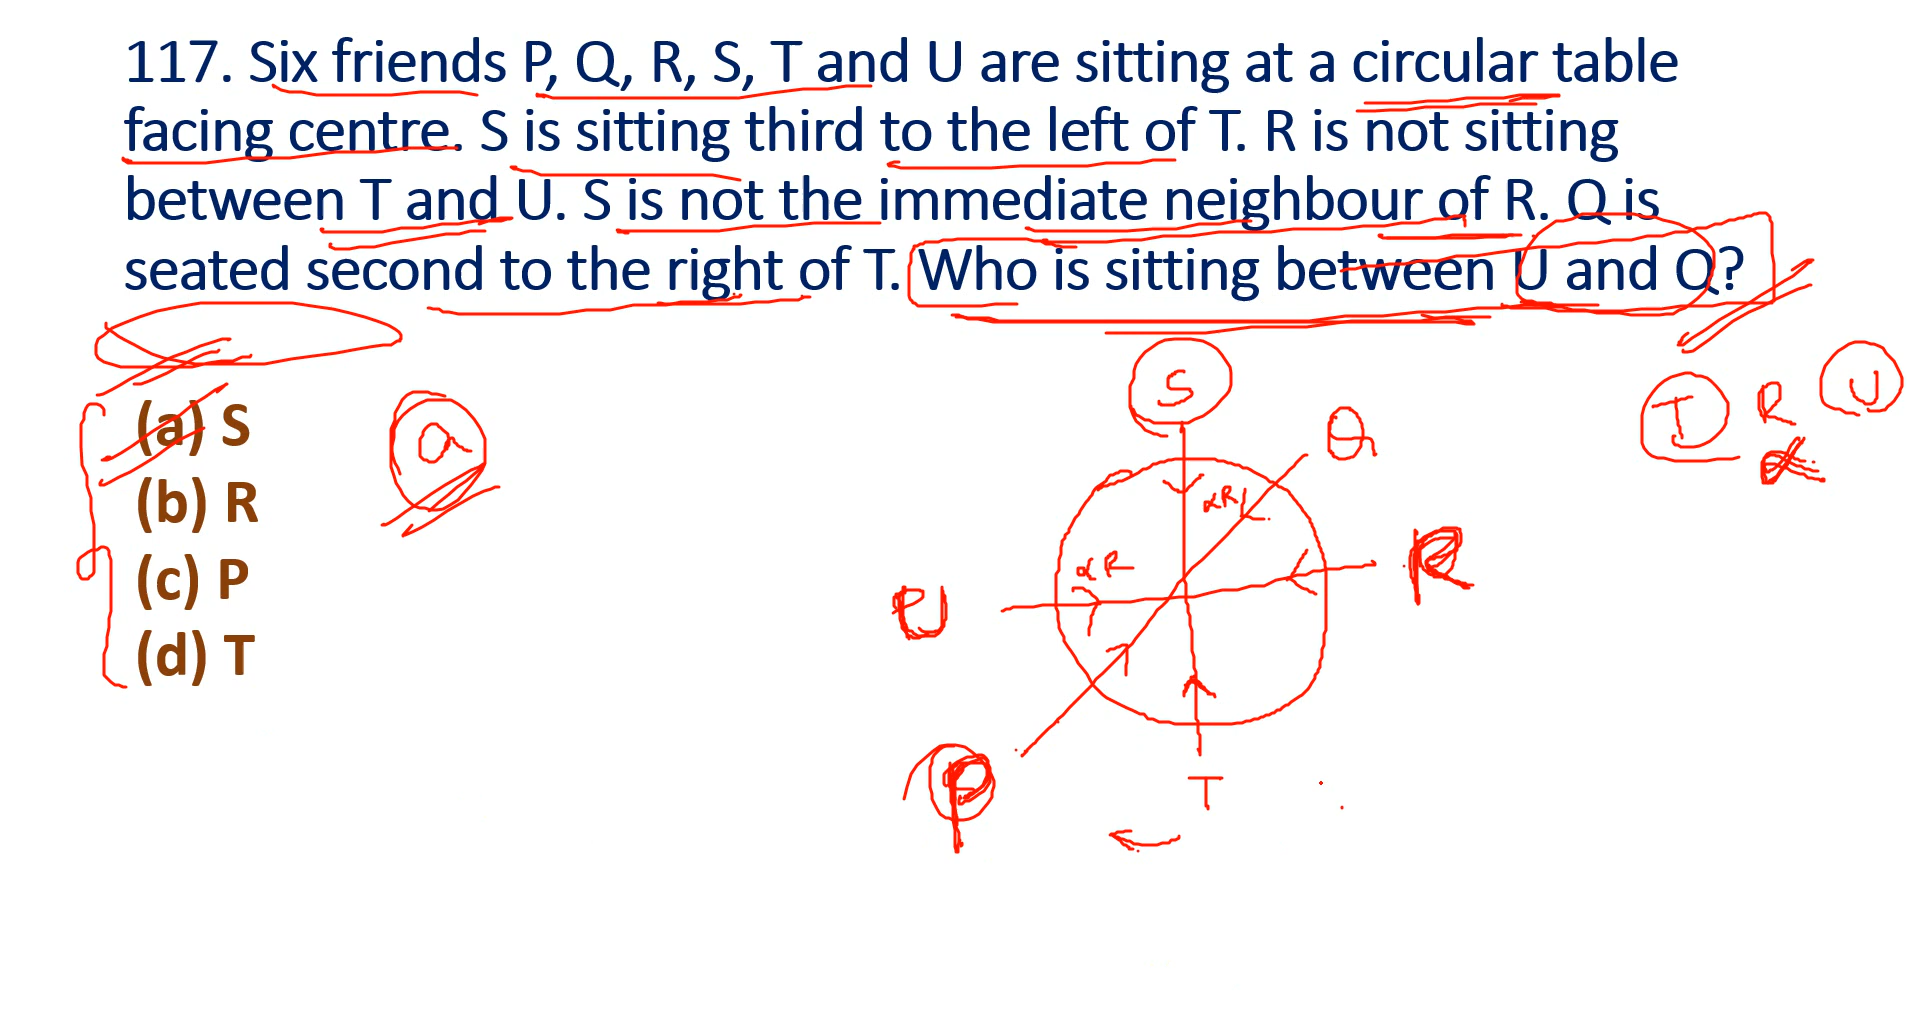 117. Six friends P, Q, R, S, T and U are sitting at a circular table
facing centre. S is sitting third to the left of T. R is not sitting
between T and U. S is not the immediate neighbour of R. Q is
seated second to the right of T. Who is sitting between U and Q?
S
T R U
(a) S
a
Q
R
(b) R
R
R
(c) P
U
(d) T
P
T